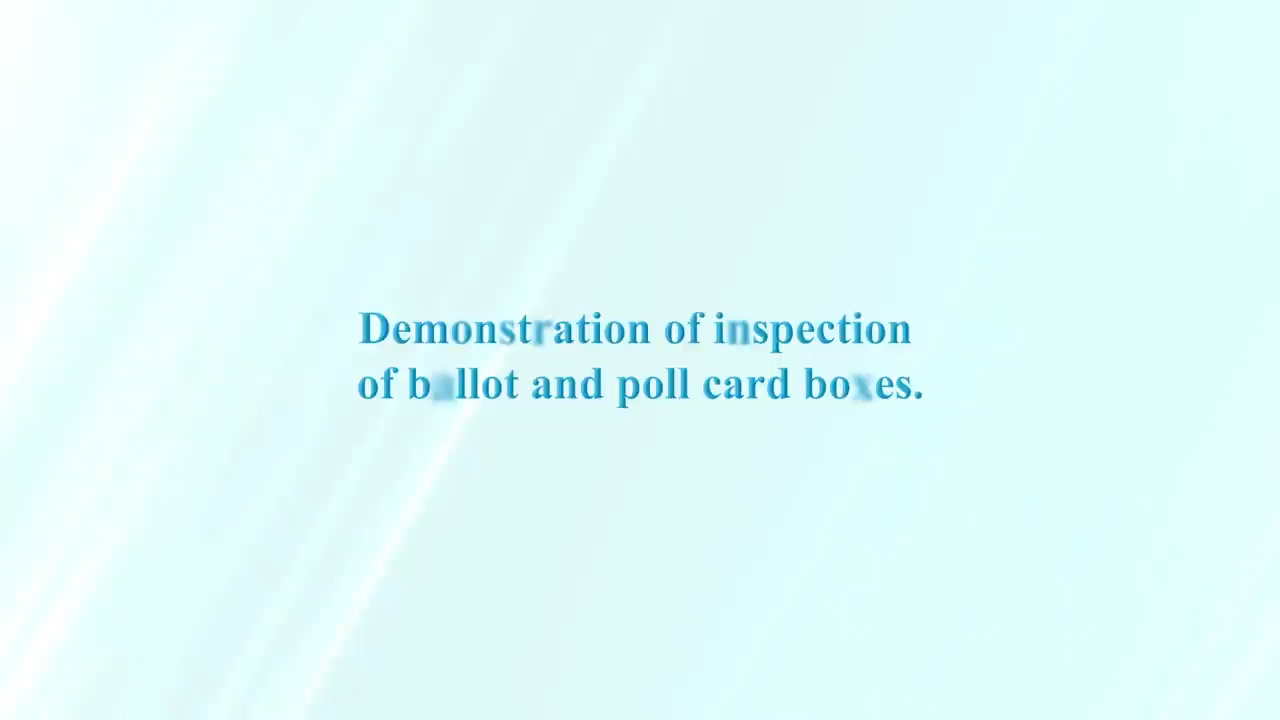 Demonstration of inspection
of ballot and poll card boxes.